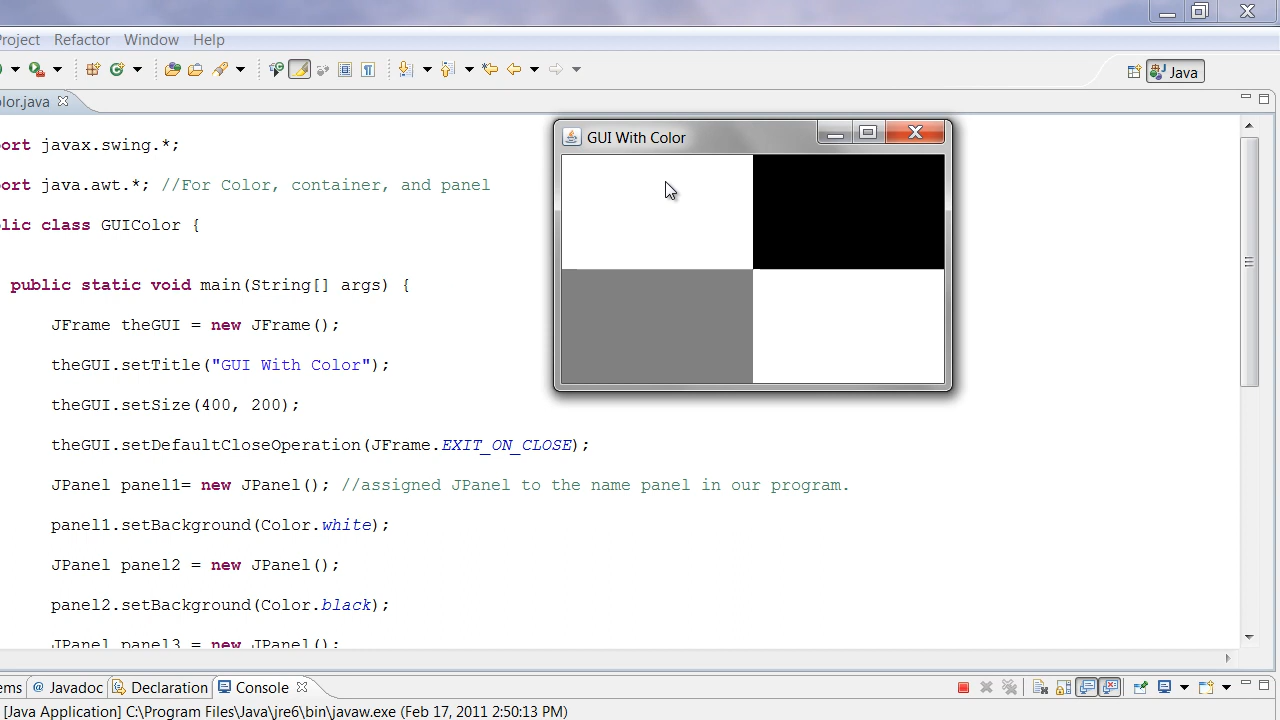 Project Refactor Window Help
Java
olor.java
GUI With Color
ort javax.swing.*;
ort java.awt.*; //For Color, container, and panel
lic class GUIColor {
public static void main(String[] args) {
JFrame theGUI = new JFrame();
theGUI.setTitle("GUI With Color");
theGUI.setSize(400, 200);
theGUI.setDefaultCloseOperation(JFrame.EXIT_ON_CLOSE);
JPanel panel1= new JPanel(); //assigned JPanel to the name panel in our program.
panel1.setBackground(Color.white);
JPanel panel2 = new JPanel();
panel2.setBackground(Color.black);
JPanel panel3 = new JPanel();
ems @ Javadoc Declaration Console
[Java Application] C:\Program Files\Java\jre6\bin\javaw.exe (Feb 17, 2011 2:50:13 PM)